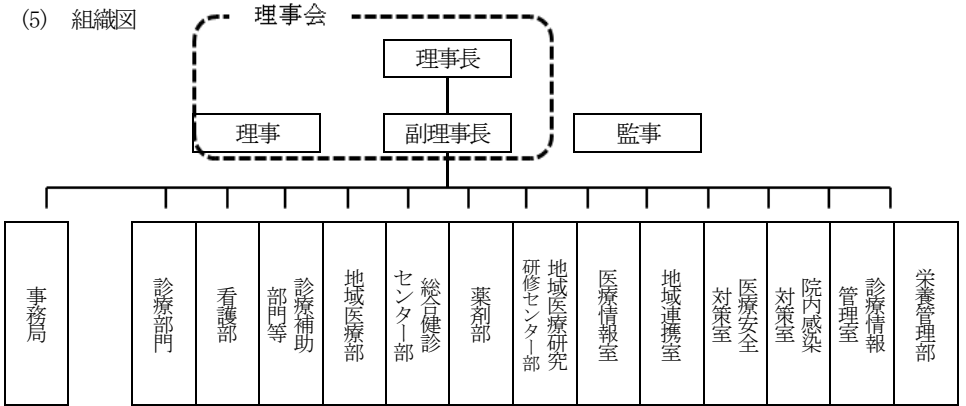 (5) 組織図
理事会
理事長
理事
副理事長
監事
事務局
診療部門
看護部
診療補助
部門等
地域医療部
総合健診
センター部
薬剤部
地域医療研究
研修センター部
医療情報室
地域連携室
医療安全
対策室
院内感染
対策室
診療情報
管理室
栄養管理部